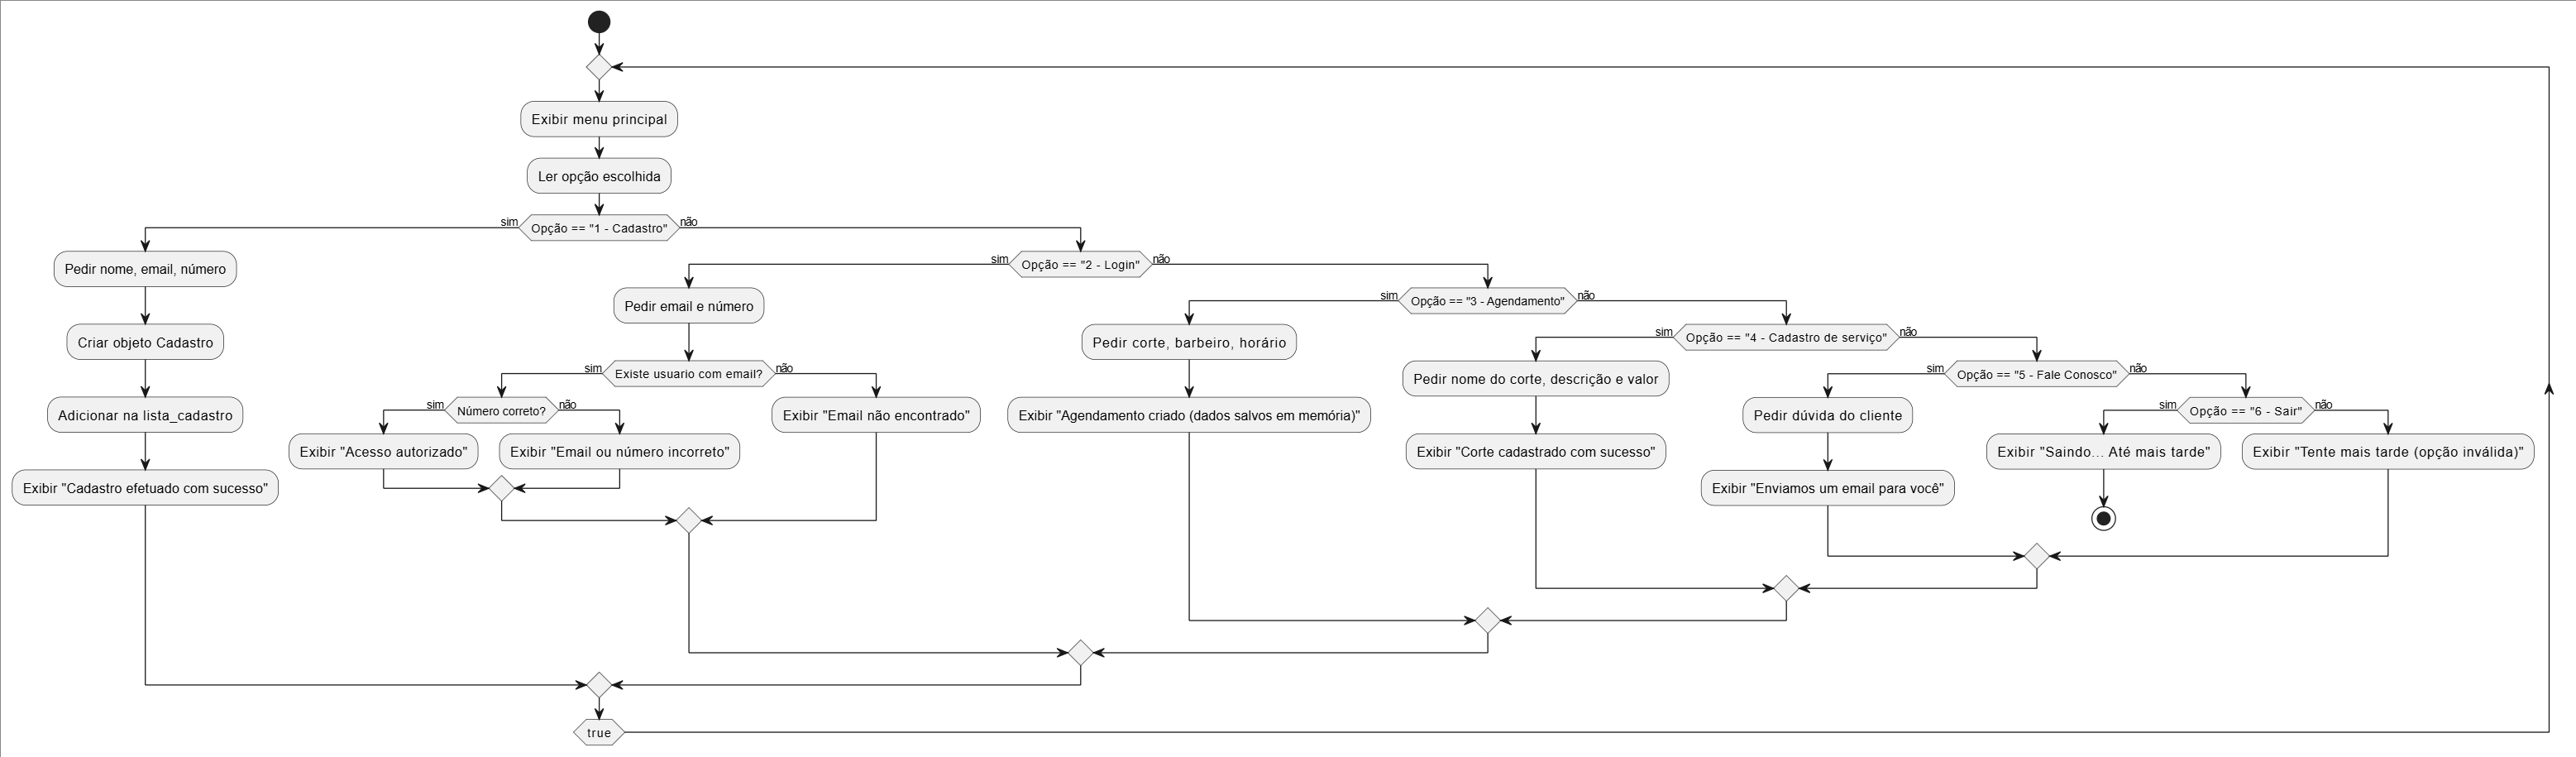 Exibir menu principal
Ler opção escolhida
sim
Opção == "1 - Cadastro"
não
Pedir nome, email, número
Criar objeto Cadastro
Adicionar na lista_cadastro
Exibir "Cadastro efetuado com sucesso"
sim
Opção == "2 - Login"
não
Pedir email e número
sim
Existe usuario com email?
não
sim
Número correto?
não
Exibir "Acesso autorizado"
Exibir "Email ou número incorreto"
Exibir "Email não encontrado"
sim
Opção == "3 - Agendamento"
não
Pedir corte, barbeiro, horário
Exibir "Agendamento criado (dados salvos em memória)"
sim
Opção == "4 - Cadastro de serviço"
não
Pedir nome do corte, descrição e valor
Exibir "Corte cadastrado com sucesso"
sim
Opção == "5 - Fale Conosco"
não
Pedir dúvida do cliente
Exibir "Enviamos um email para você"
sim
Opção == "6 - Sair"
não
Exibir "Saindo... Até mais tarde"
Exibir "Tente mais tarde (opção inválida)"
true